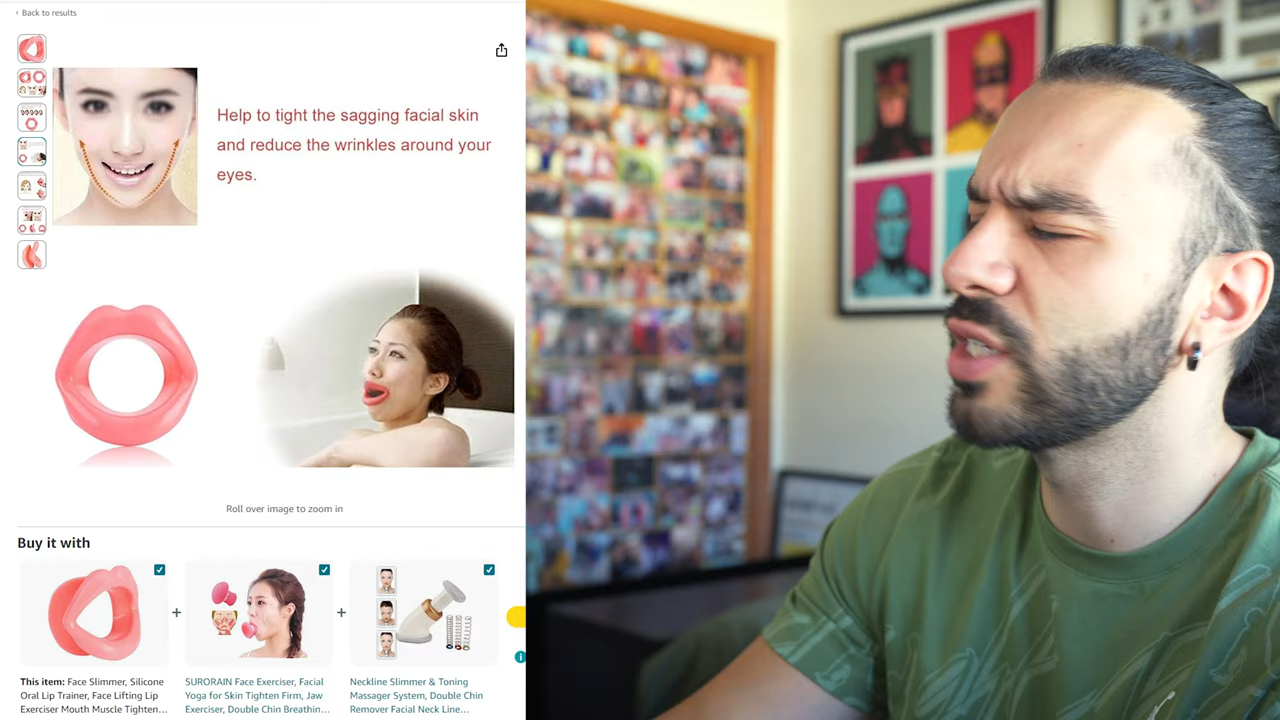 ‹ Back to results
Help to tight the sagging facial skin
and reduce the wrinkles around your
eyes.
Roll over image to zoom in
Buy it with
This item: Face Slimmer, Silicone
Oral Lip Trainer, Face Lifting Lip
Exerciser Mouth Muscle Tighten...
SURORAIN Face Exerciser, Facial
Yoga for Skin Tighten Firm, Jaw
Exerciser, Double Chin Breathin...
Neckline Slimmer & Toning
Massager System, Double Chin
Remover Facial Neck Line...